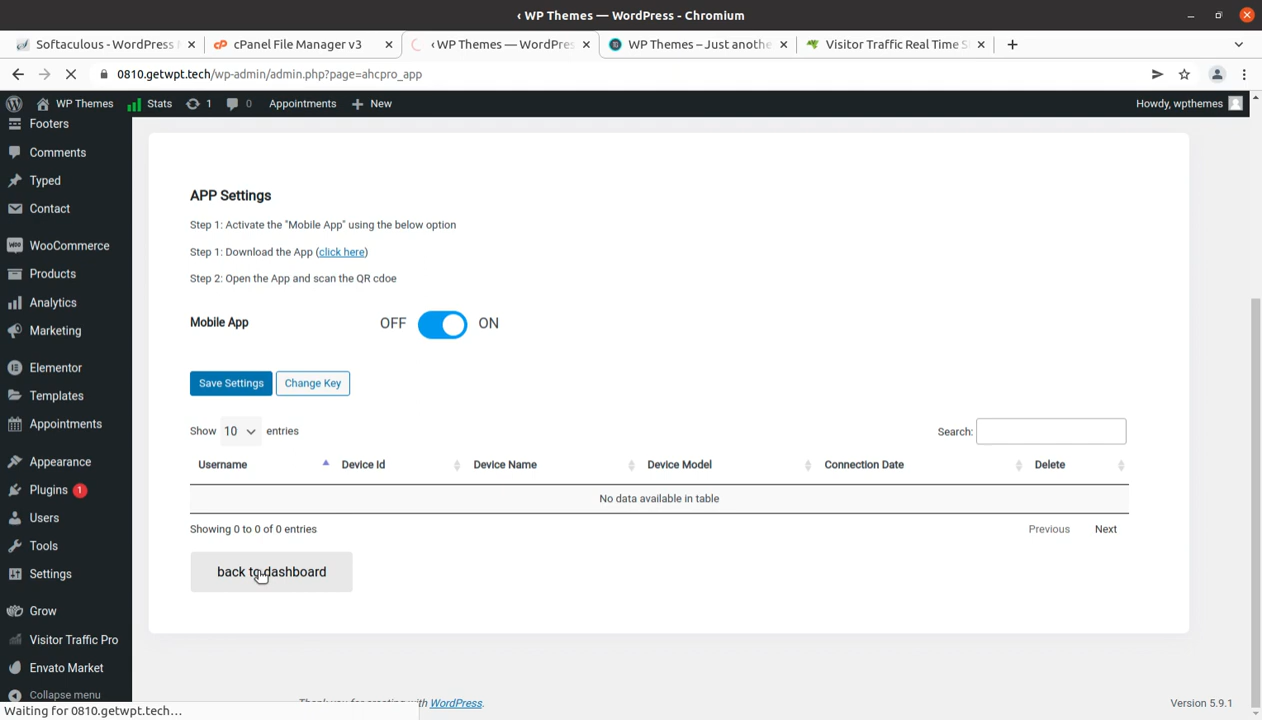 ‹ WP Themes — WordPress - Chromium
Softaculous - WordPress
cPanel File Manager v3
‹ WP Themes — WordPres
WP Themes – Just anothe
Visitor Traffic Real Time S
0810.getwpt.tech/wp-admin/admin.php?page=ahcpro_app
WP Themes
Stats
1
0
Appointments
New
Howdy, wpthemes
Footers
Comments
Typed
Contact
WooCommerce
Products
Analytics
Marketing
Elementor
Templates
Appointments
Appearance
Plugins 1
Users
Tools
Settings
Grow
Visitor Traffic Pro
Envato Market
Collapse menu
APP Settings
Step 1: Activate the "Mobile App" using the below option
Step 1: Download the App (click here)
Step 2: Open the App and scan the QR cdoe
Mobile App OFF ON
Save Settings Change Key
Show 10 entries Search:
Username Device Id Device Name Device Model Connection Date Delete
No data available in table
Showing 0 to 0 of 0 entries Previous Next
back to dashboard
Thank you for creating with WordPress. Version 5.9.1
Waiting for 0810.getwpt.tech...